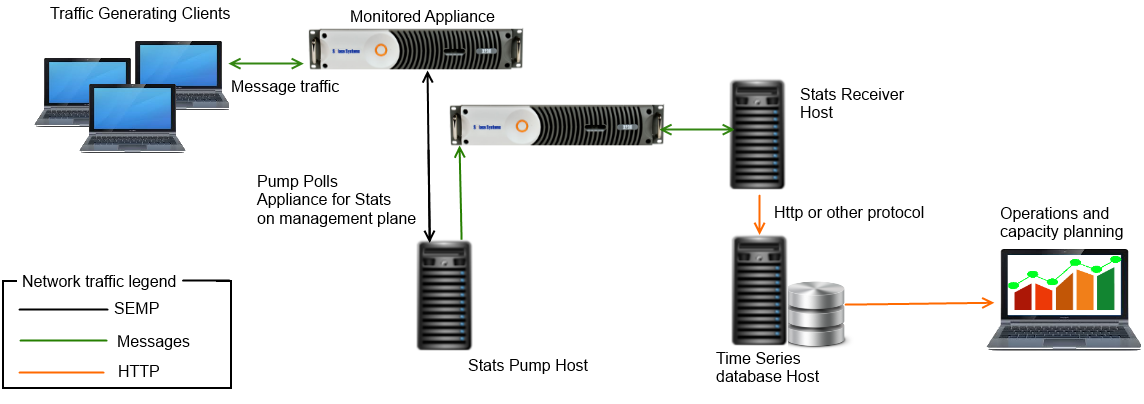 Traffic Generating Clients
Monitored Appliance
Message traffic
Stats Receiver
Host
Pump Polls
Appliance for Stats
on management plane
Http or other protocol
Operations and
capacity planning
Network traffic legend
SEMP
Messages
HTTP
Stats Pump Host
Time Series
database Host